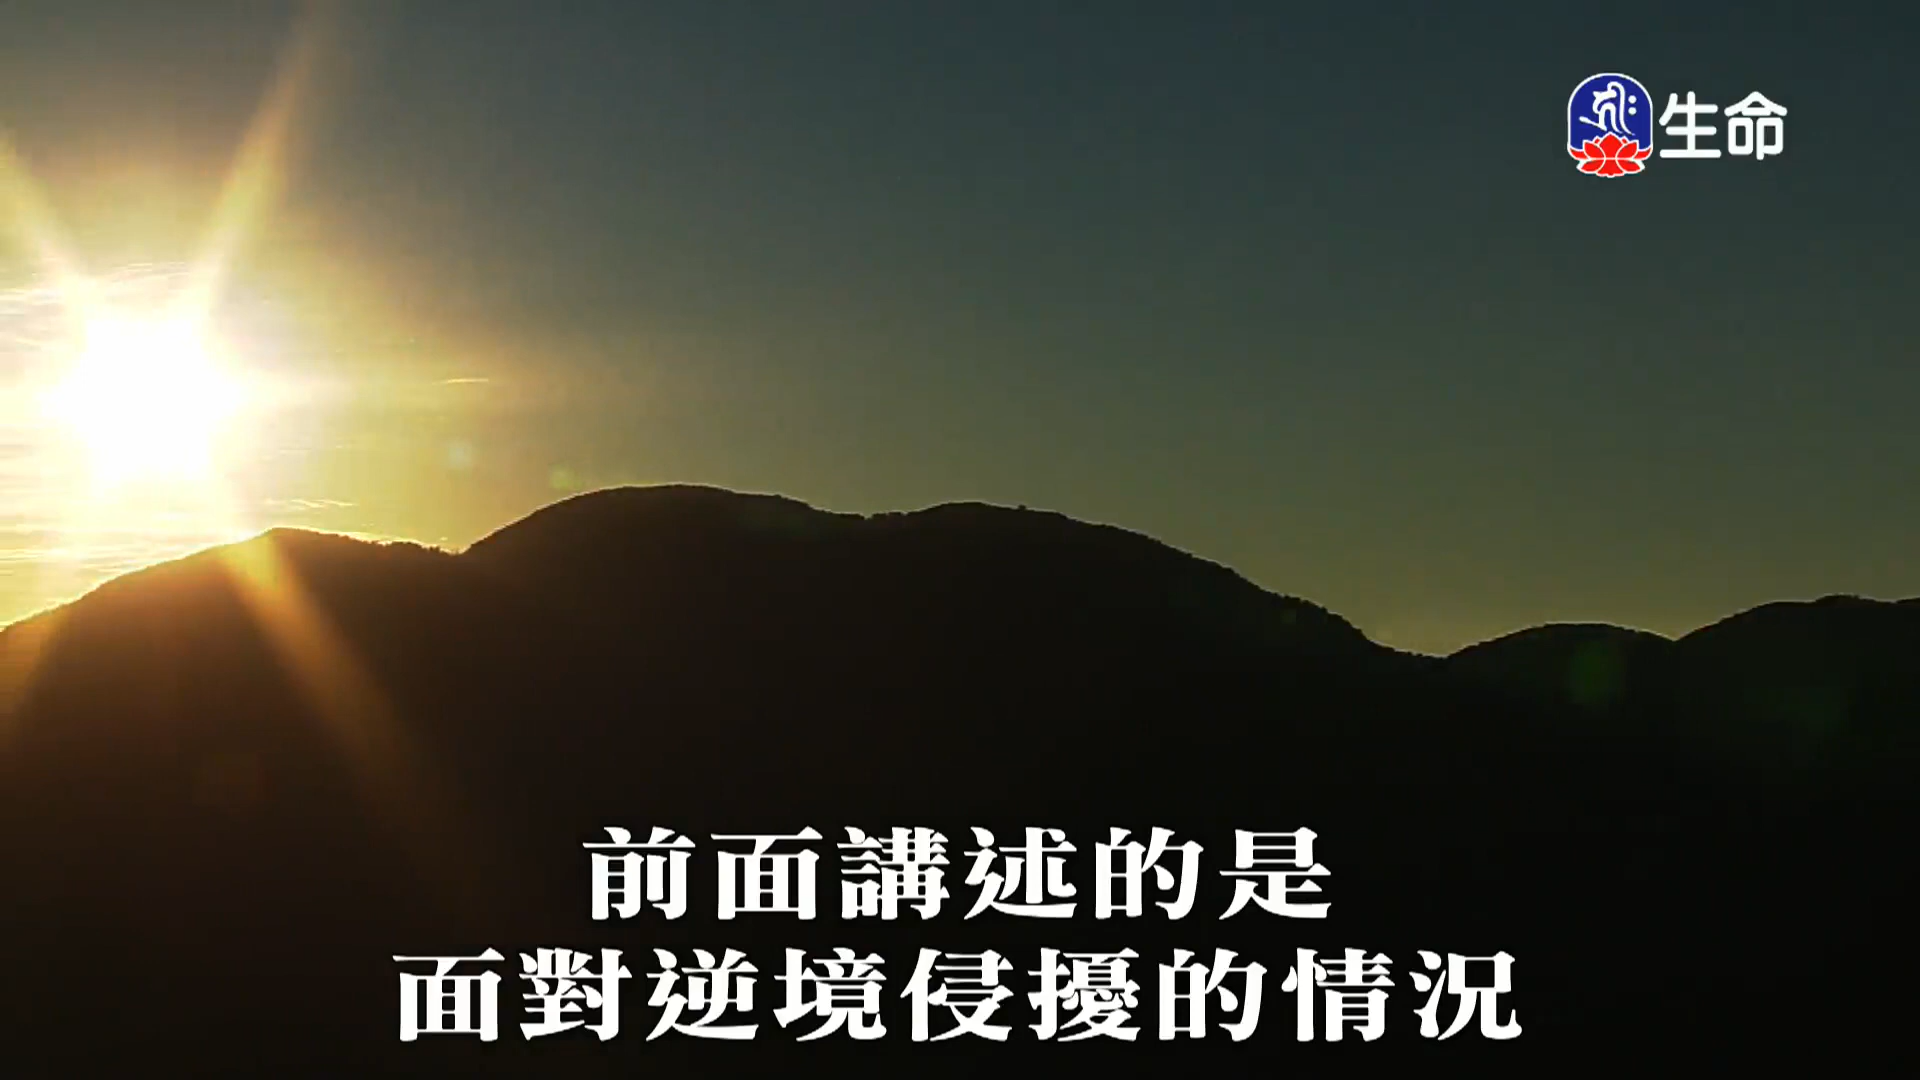 生命
前面講述的是
面對逆境侵擾的情況